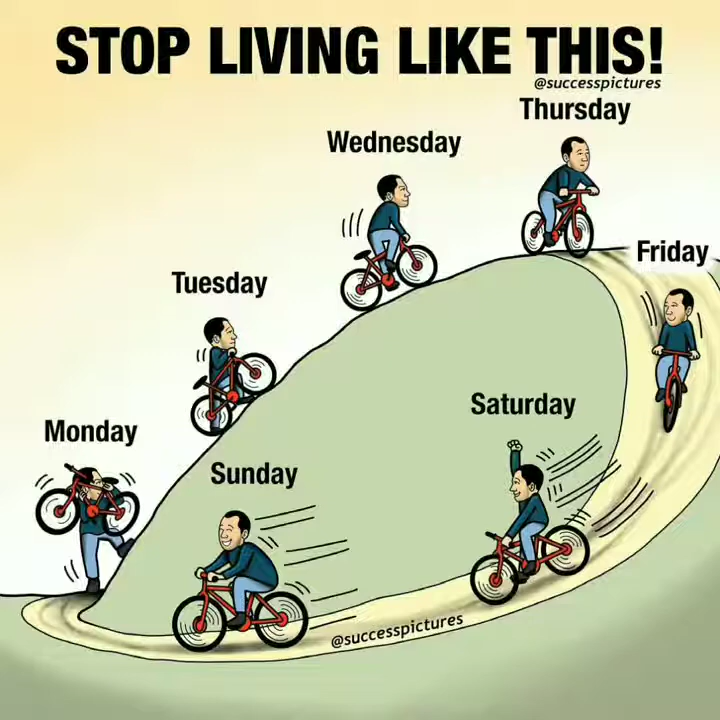 STOP LIVING LIKE THIS!
@successpictures
Thursday
Wednesday
Friday
Tuesday
Saturday
Monday
Sunday
@successpictures